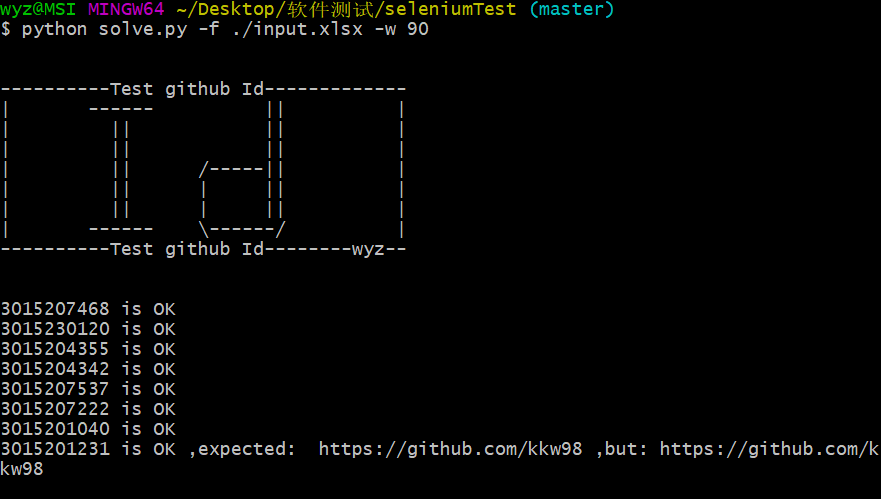 wyz@MSI MINGW64 ~/Desktop/软件测试/seleniumTest (master)
$ python solve.py -f ./input.xlsx -w 90
----------Test github Id-------------
|       ------          ||          |
|         ||            ||          |
|         ||            ||          |
|         ||      /-----||          |
|         ||      |     ||          |
|         ||      |     ||          |
|       ------    \------/          |
----------Test github Id--------wyz--
3015207468 is OK
3015230120 is OK
3015204355 is OK
3015204342 is OK
3015207537 is OK
3015207222 is OK
3015201040 is OK
3015201231 is OK ,expected:  https://github.com/kkw98 ,but: https://github.com/k
kw98